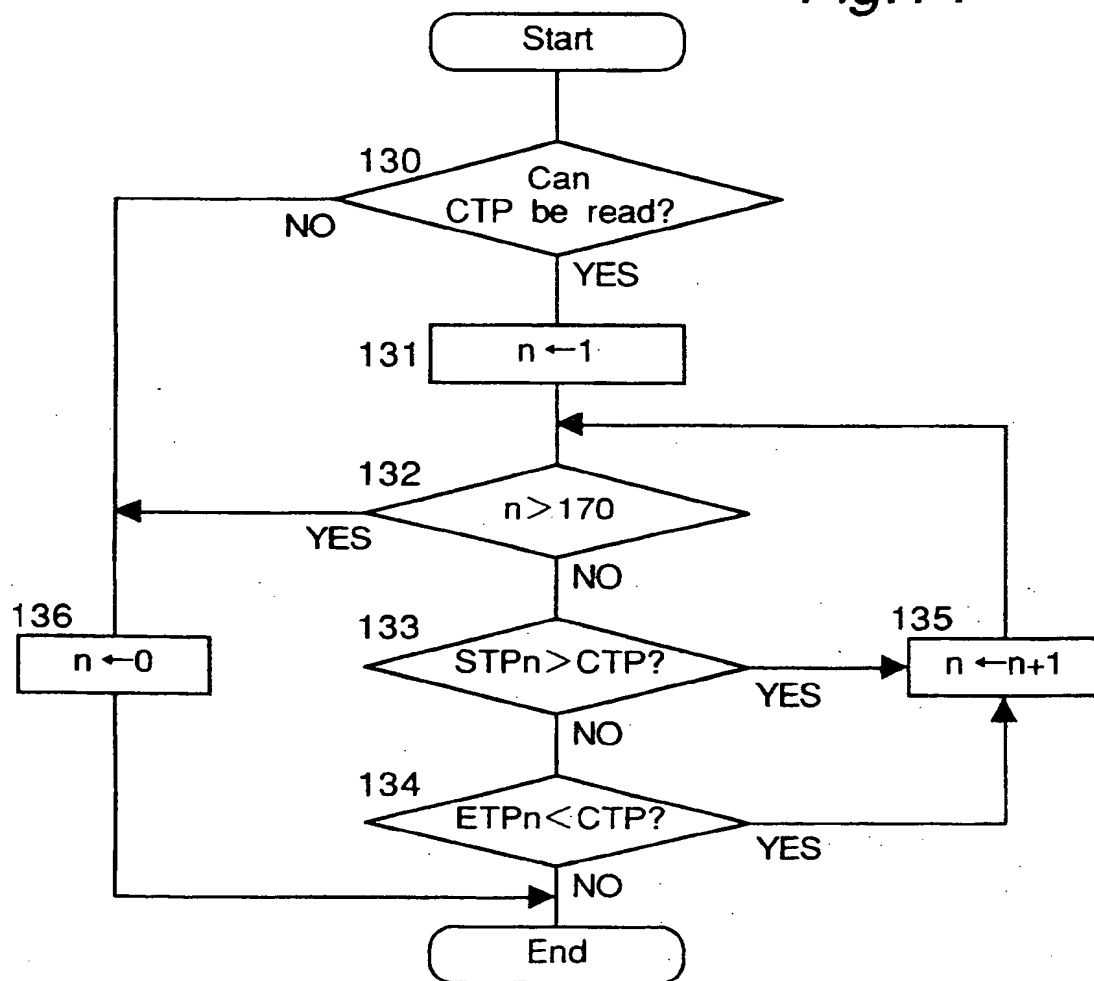 Start
130
Can
CTP be read?
NO
YES
131
n ←1
132
n>170
YES
NO
136
n ←0
133
STPn>CTP?
YES
135
n ←n+1
NO
134
ETPn<CTP?
YES
NO
End